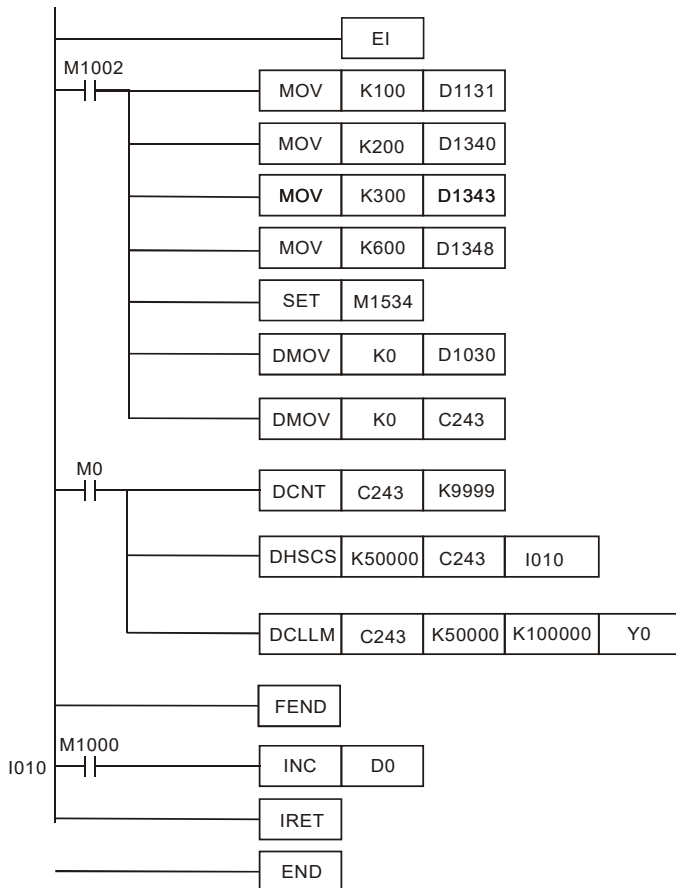 EI
M1002
MOV K100 D1131
MOV K200 D1340
MOV K300 D1343
MOV K600 D1348
SET M1534
DMOV K0 D1030
DMOV K0 C243
M0
DCNT C243 K9999
DHSCS K50000 C243 I010
DCLLM C243 K50000 K100000 Y0
FEND
M1000
I010 INC D0
IRET
END